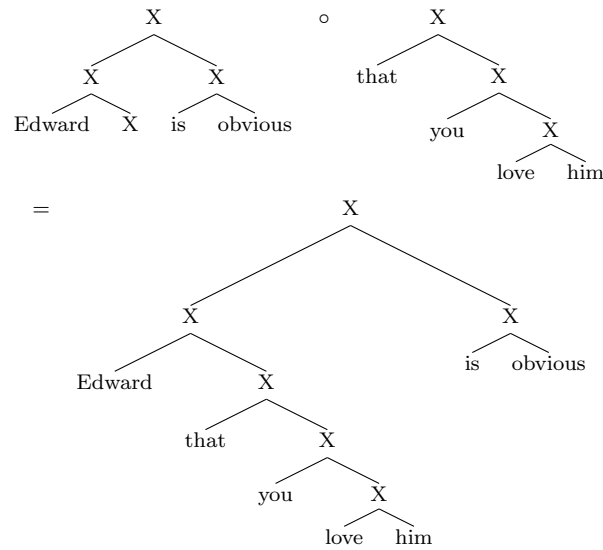 X ∘ X
X X that X
Edward X is obvious you X
love him
= X
X X
Edward X is obvious
that X
you X
love him